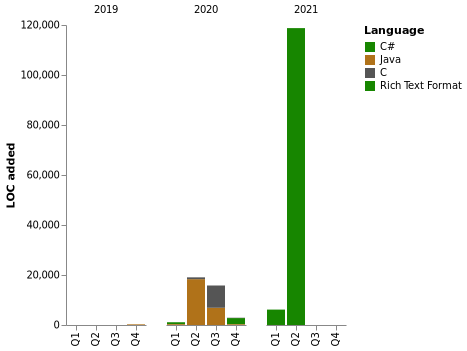 2019 2020 2021
Language
C#
Java
C
Rich Text Format
LOC added
120,000
100,000
80,000
60,000
40,000
20,000
0
Q1 Q2 Q3 Q4 Q1 Q2 Q3 Q4 Q1 Q2 Q3 Q4